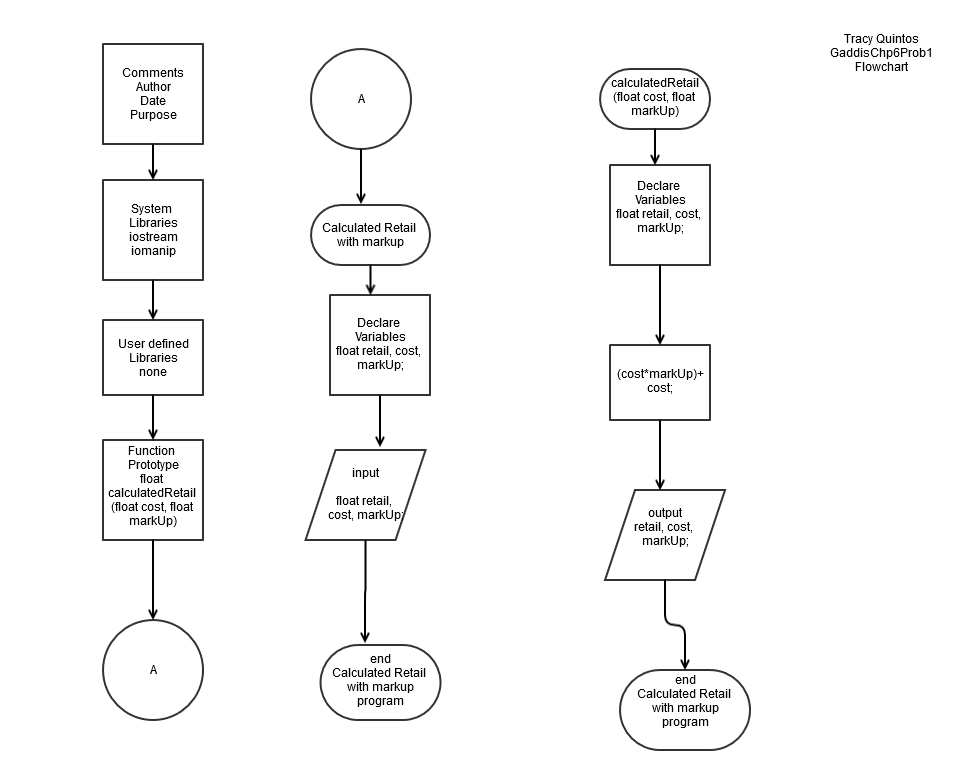 Tracy Quintos
GaddisChp6Prob1
Flowchart
Comments
Author
Date
Purpose
System
Libraries
iostream
iomanip
User defined
Libraries
none
Function
Prototype
float
calculatedRetail
(float cost, float
markUp)
A
A
Calculated Retail
with markup
Declare
Variables
float retail, cost,
markUp;
input
float retail,
cost, markUp;
end
Calculated Retail
with markup
program
calculatedRetail
(float cost, float
markUp)
Declare
Variables
float retail, cost,
markUp;
(cost*markUp)+
cost;
output
retail, cost,
markUp;
end
Calculated Retail
with markup
program